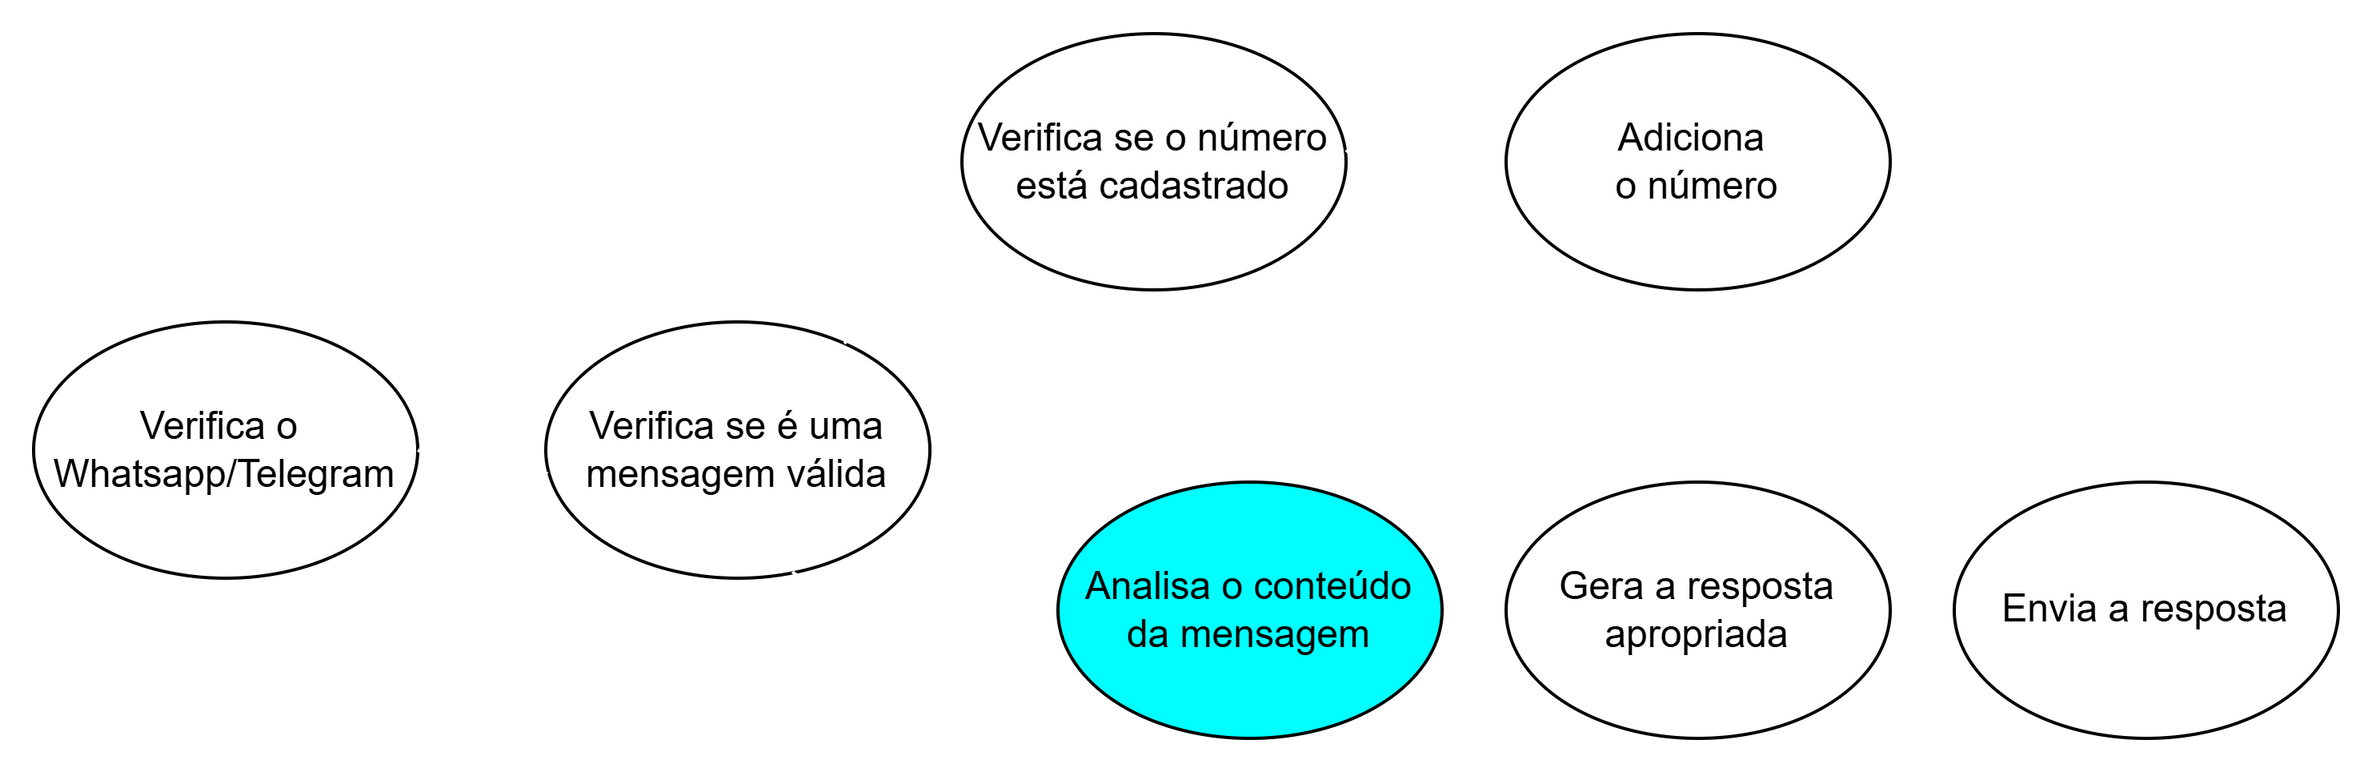 Verifica se o número
está cadastrado
Adiciona
o número
Verifica o
Whatsapp/Telegram
Verifica se é uma
mensagem válida
Analisa o conteúdo
da mensagem
Gera a resposta
apropriada
Envia a resposta